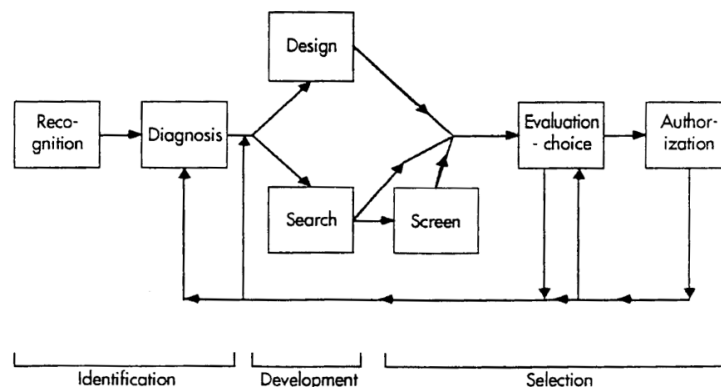 Design
Reco-
gnition
Diagnosis
Evaluation
- choice
Author-
ization
Search
Screen
Identification
Development
Selection